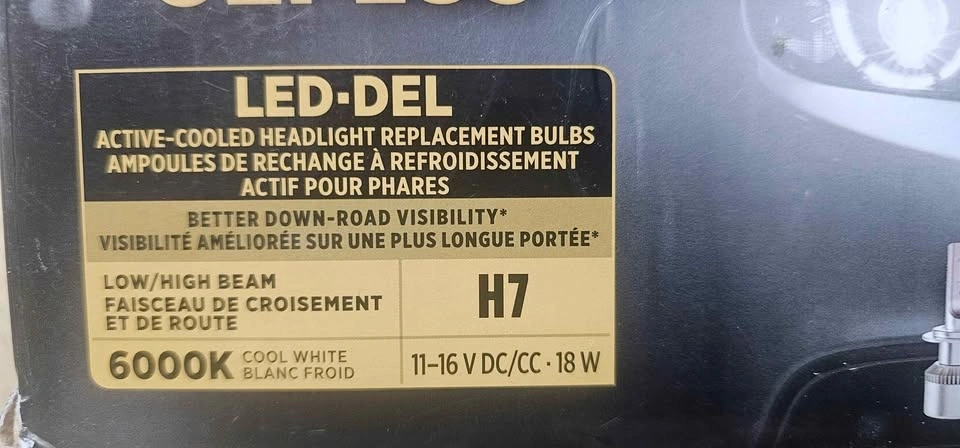 LED·DEL
ACTIVE-COOLED HEADLIGHT REPLACEMENT BULBS
AMPOULES DE RECHANGE À REFROIDISSEMENT
ACTIF POUR PHARES
BETTER DOWN-ROAD VISIBILITY*
VISIBILITÉ AMÉLIORÉE SUR UNE PLUS LONGUE PORTÉE*
LOW/HIGH BEAM
FAISCEAU DE CROISEMENT
ET DE ROUTE
H7
6000K COOL WHITE
BLANC FROID
11–16 V DC/CC · 18 W